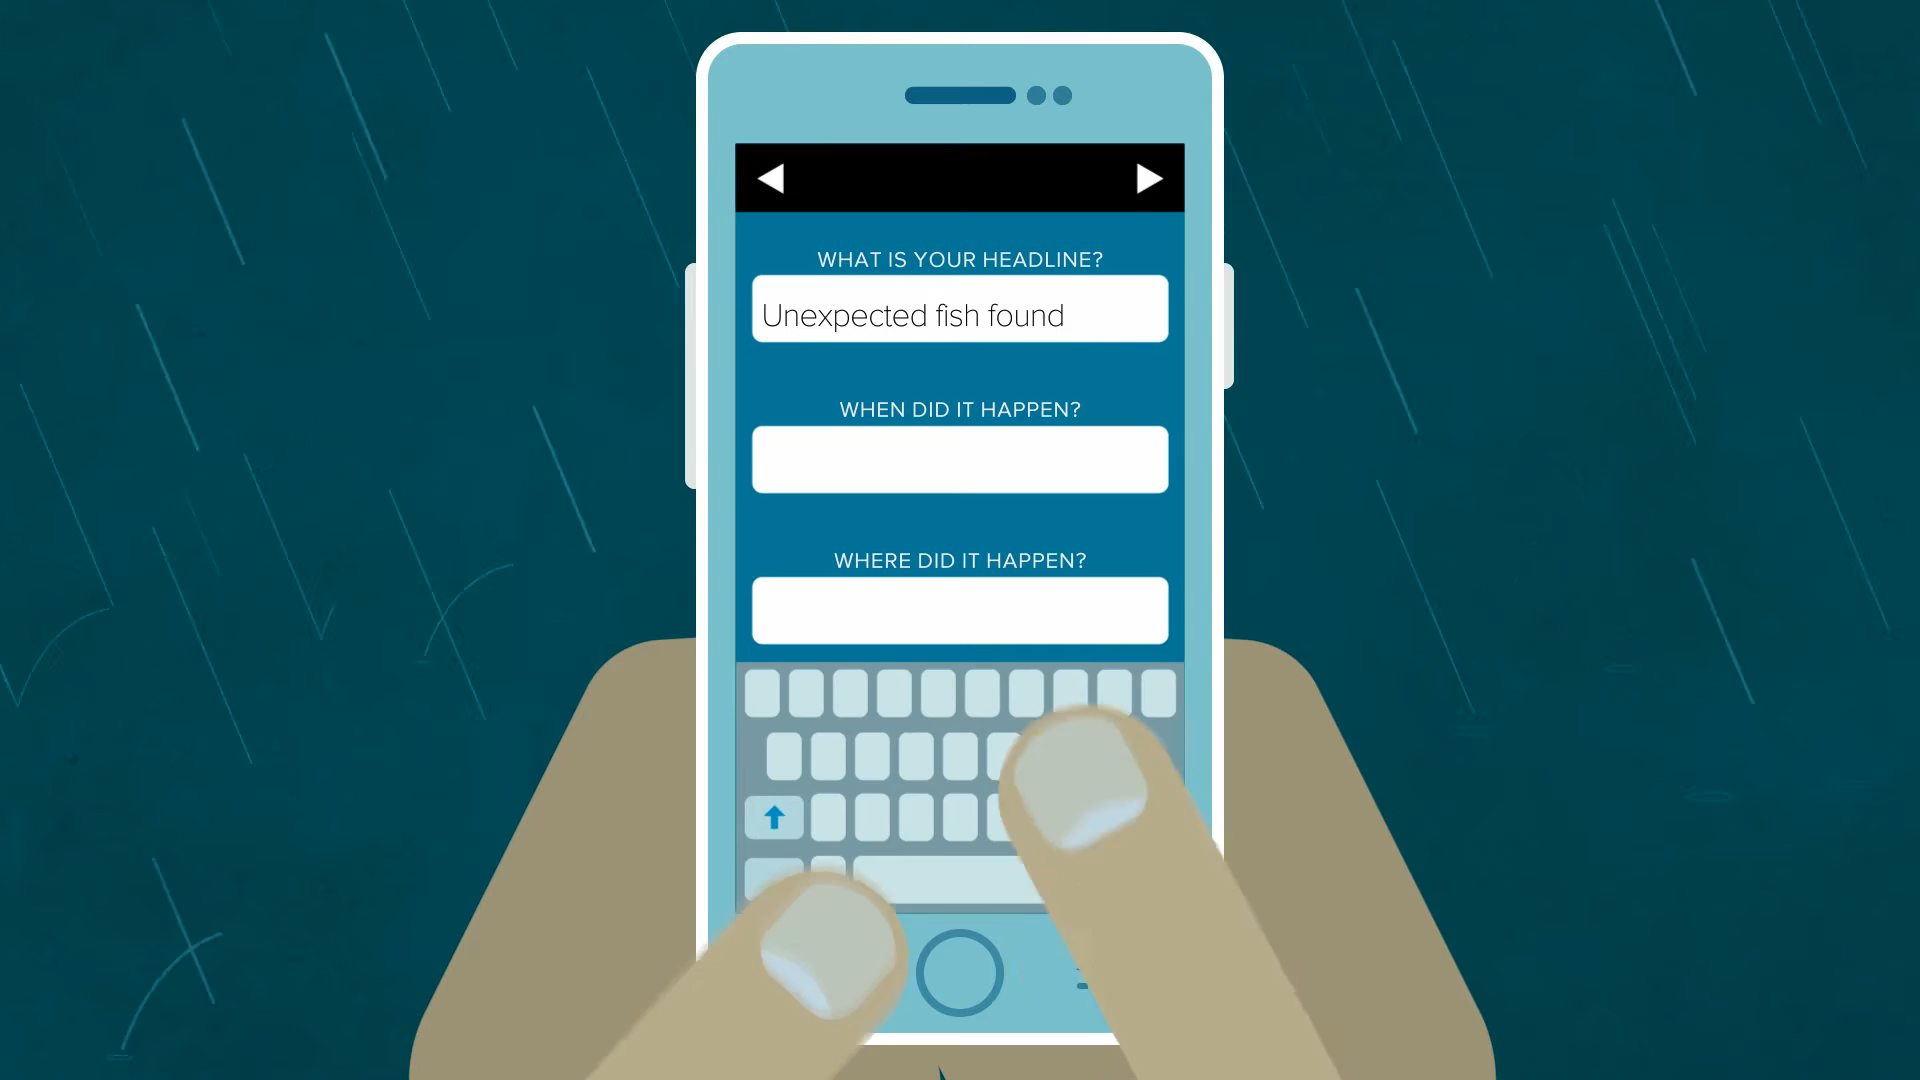 WHAT IS YOUR HEADLINE?
Unexpected fish found
WHEN DID IT HAPPEN?
WHERE DID IT HAPPEN?